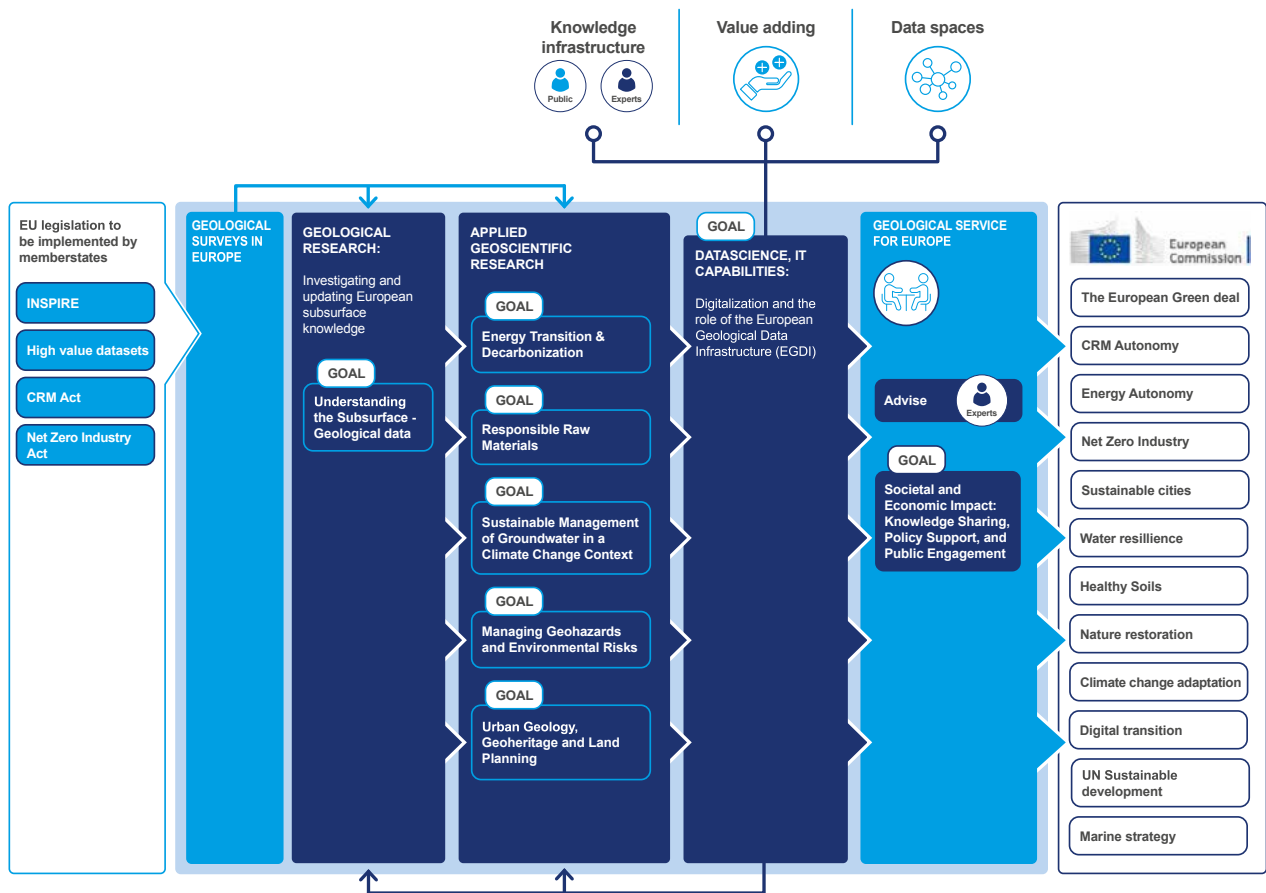 Knowledge
infrastructure
Public
Experts
Value adding
Data spaces
EU legislation to
be implemented by
memberstates
INSPIRE
High value datasets
CRM Act
Net Zero Industry
Act
GEOLOGICAL
SURVEYS IN
EUROPE
GEOLOGICAL
RESEARCH:
Investigating and
updating European
subsurface
knowledge
GOAL
Understanding
the Subsurface -
Geological data
APPLIED
GEOSCIENTIFIC
RESEARCH
GOAL
Energy Transition &
Decarbonization
GOAL
Responsible Raw
Materials
GOAL
Sustainable Management
of Groundwater in a
Climate Change Context
GOAL
Managing Geohazards
and Environmental Risks
GOAL
Urban Geology,
Geoheritage and Land
Planning
GOAL
DATASCIENCE, IT
CAPABILITIES:
Digitalization and the
role of the European
Geological Data
Infrastructure (EGDI)
GEOLOGICAL SERVICE
FOR EUROPE
Advise
Experts
GOAL
Societal and
Economic Impact:
Knowledge Sharing,
Policy Support, and
Public Engagement
European
Commission
The European Green deal
CRM Autonomy
Energy Autonomy
Net Zero Industry
Sustainable cities
Water resillience
Healthy Soils
Nature restoration
Climate change adaptation
Digital transition
UN Sustainable
development
Marine strategy